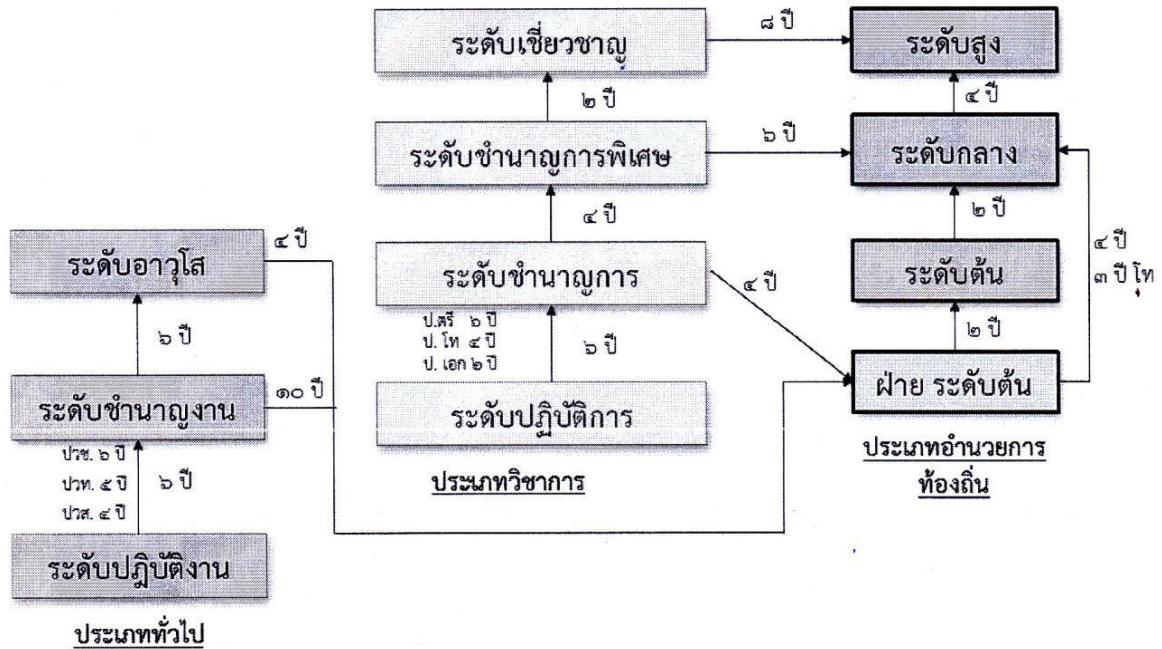 ระดับเชี่ยวชาญ
๘ ปี
ระดับสูง
๒ ปี
๔ ปี
ระดับชำนาญการพิเศษ
๖ ปี
ระดับกลาง
๔ ปี
๒ ปี
ระดับอาวุโส
๔ ปี
ระดับชำนาญการ
๔ ปี
ระดับต้น
๔ ปี
๓ ปี โท
๖ ปี
ป.ตรี ๖ ปี
ป. โท ๔ ปี
ป. เอก ๒ ปี
๖ ปี
๒ ปี
ระดับชำนาญงาน
๑๐ ปี
ระดับปฏิบัติการ
ฝ่าย ระดับต้น
ปวช. ๖ ปี
ปวท. ๕ ปี
ปวส. ๔ ปี
๖ ปี
ประเภทวิชาการ
ประเภทอำนวยการ
ท้องถิ่น
ระดับปฏิบัติงาน
ประเภททั่วไป